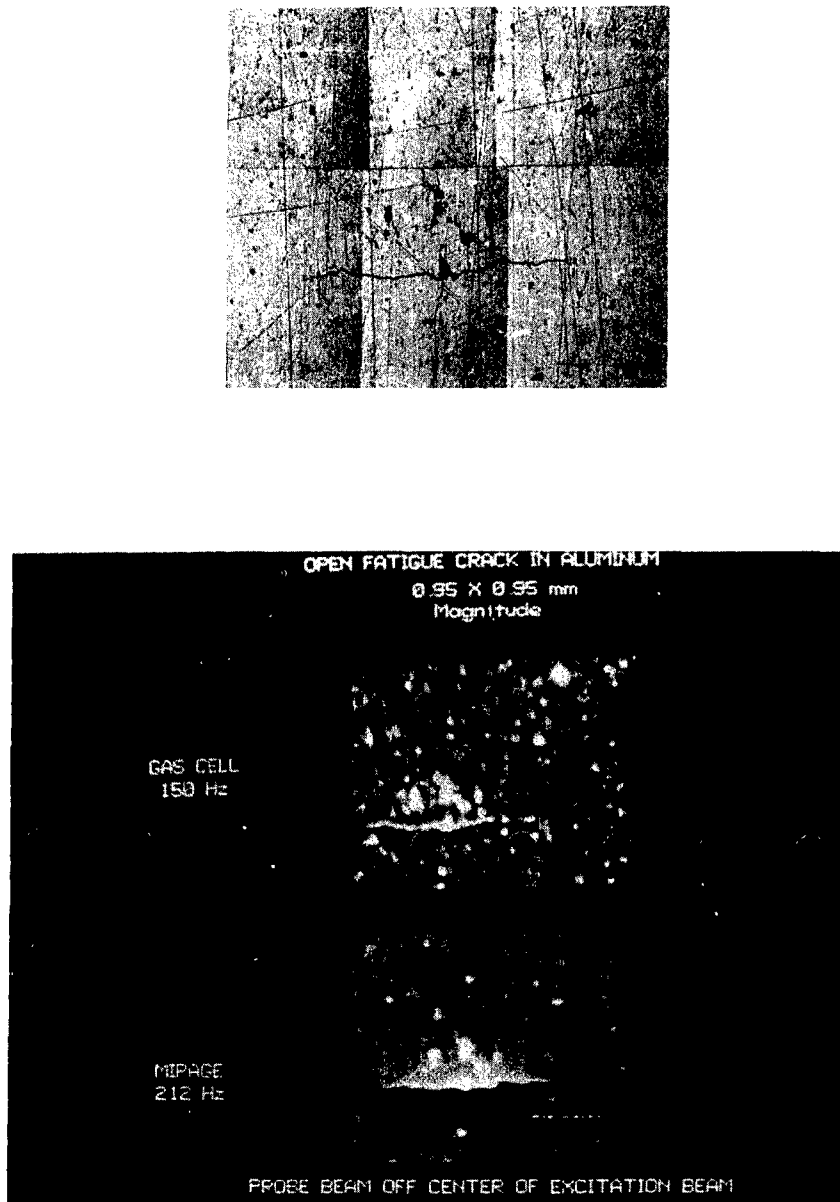 OPEN FATIGUE CRACK IN ALUMINUM
0.95 X 0.95 mm
Magnitude
GAS CELL
150 Hz
MIPAGE
212 Hz
PROBE BEAM OFF CENTER OF EXCITATION BEAM